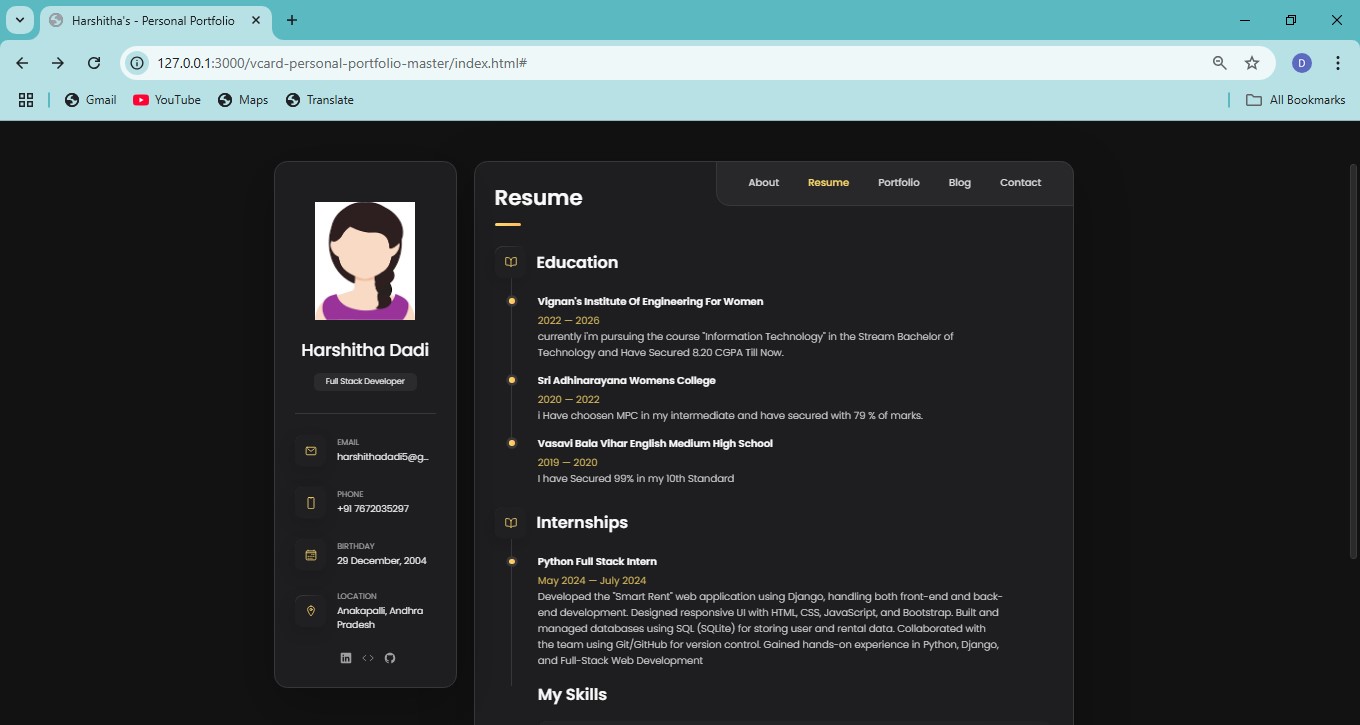 Harshitha's - Personal Portfolio
127.0.0.1:3000/vcard-personal-portfolio-master/index.html#
D
Gmail
YouTube
Maps
Translate
All Bookmarks
Harshitha Dadi
Full Stack Developer
EMAIL
harshithadadi5@g...
PHONE
+91 7672035297
BIRTHDAY
29 December, 2004
LOCATION
Anakapalli, Andhra
Pradesh
About
Resume
Portfolio
Blog
Contact
Resume
Education
Vignan's Institute Of Engineering For Women
2022 — 2026
currently i'm pursuing the course "Information Technology" in the Stream Bachelor of
Technology and Have Secured 8.20 CGPA Till Now.
Sri Adhinarayana Womens College
2020 — 2022
i Have choosen MPC in my intermediate and have secured with 79 % of marks.
Vasavi Bala Vihar English Medium High School
2019 — 2020
I have Secured 99% in my 10th Standard
Internships
Python Full Stack Intern
May 2024 — July 2024
Developed the "Smart Rent" web application using Django, handling both front-end and back-
end development. Designed responsive UI with HTML, CSS, JavaScript, and Bootstrap. Built and
managed databases using SQL (SQLite) for storing user and rental data. Collaborated with
the team using Git/GitHub for version control. Gained hands-on experience in Python, Django,
and Full-Stack Web Development
My Skills